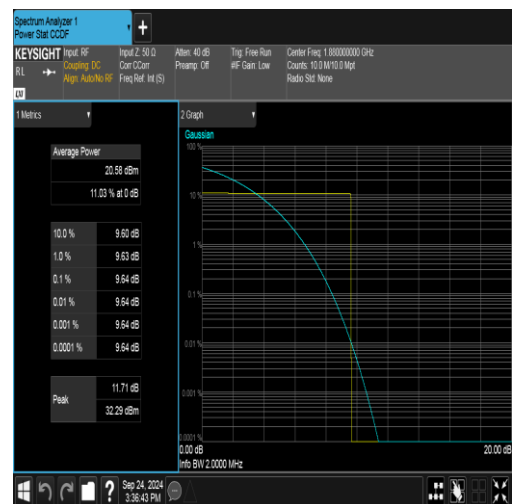 Spectrum Analyzer 1
Power Stat CCDF
+
KEYSIGHT Input: RF Input Z: 50 Ω Atten: 40 dB Trig: Free Run Center Freq: 1.880000000 GHz
RL Coupling: DC Corr CCorr Preamp: Off #IF Gain: Low Counts: 10.0 M/10.0 Mpt
Align: Auto/No RF Freq Ref: Int (S) Radio Std: None
LXI
1 Metrics
2 Graph
Gaussian
Average Power
20.58 dBm
11.03 % at 0 dB
10.0 % 9.60 dB
1.0 % 9.63 dB
0.1 % 9.64 dB
0.01 % 9.64 dB
0.001 % 9.64 dB
0.0001 % 9.64 dB
Peak
11.71 dB
32.29 dBm
100 %
10 %
1 %
0.1 %
0.01 %
0.001 %
0.0001 %
0.00 dB 20.00 dB
Info BW 2.0000 MHz
? Sep 24, 2024
3:36:43 PM